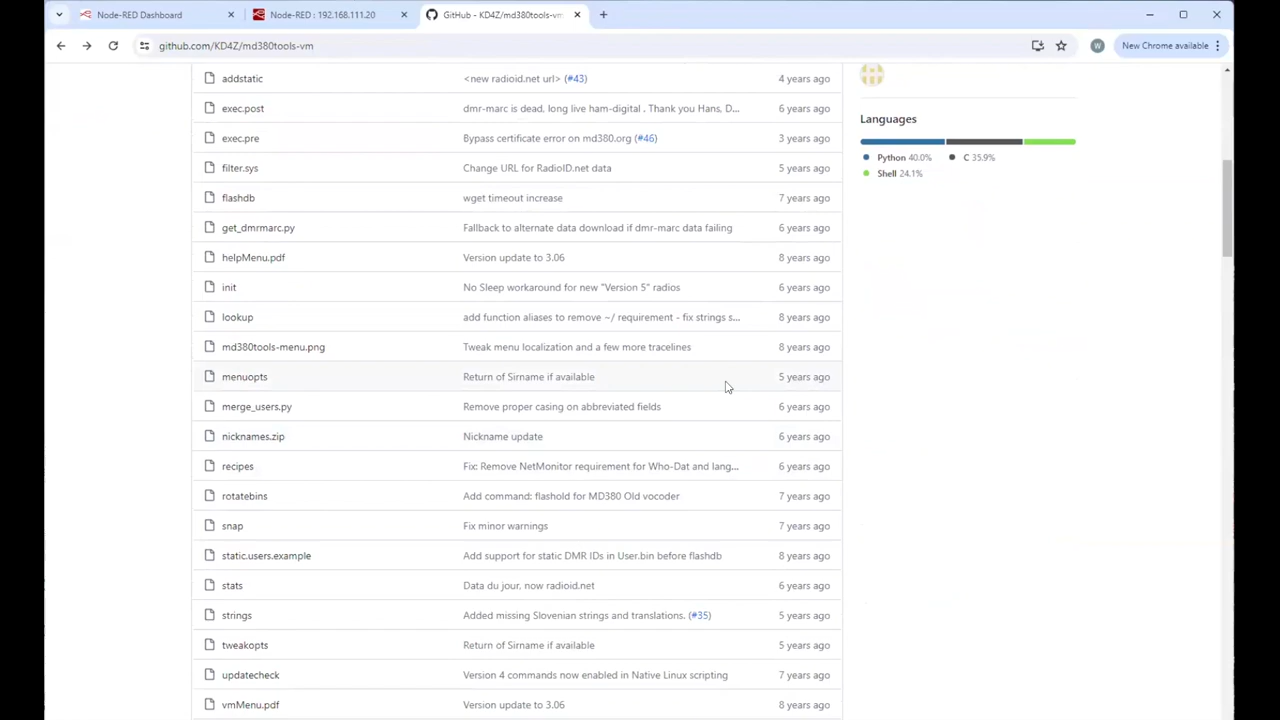 Node-RED Dashboard
Node-RED : 192.168.111.20
GitHub - KD4Z/md380tools-vm
github.com/KD4Z/md380tools-vm
W
New Chrome available
addstatic <new radioid.net url> (#43) 4 years ago
exec.post dmr-marc is dead, long live ham-digital . Thank you Hans, D... 6 years ago
exec.pre Bypass certificate error on md380.org (#46) 3 years ago
filter.sys Change URL for RadioID.net data 5 years ago
flashdb wget timeout increase 7 years ago
get_dmrmarc.py Fallback to alternate data download if dmr-marc data failing 6 years ago
helpMenu.pdf Version update to 3.06 8 years ago
init No Sleep workaround for new "Version 5" radios 6 years ago
lookup add function aliases to remove ~/ requirement - fix strings s... 8 years ago
md380tools-menu.png Tweak menu localization and a few more tracelines 8 years ago
menuopts Return of Sirname if available 5 years ago
merge_users.py Remove proper casing on abbreviated fields 6 years ago
nicknames.zip Nickname update 6 years ago
recipes Fix: Remove NetMonitor requirement for Who-Dat and lang... 6 years ago
rotatebins Add command: flashold for MD380 Old vocoder 7 years ago
snap Fix minor warnings 7 years ago
static.users.example Add support for static DMR IDs in User.bin before flashdb 8 years ago
stats Data du jour, now radioid.net 6 years ago
strings Added missing Slovenian strings and translations. (#35) 5 years ago
tweakopts Return of Sirname if available 5 years ago
updatecheck Version 4 commands now enabled in Native Linux scripting 7 years ago
vmMenu.pdf Version update to 3.06 8 years ago
Languages
Python 40.0% C 35.9%
Shell 24.1%